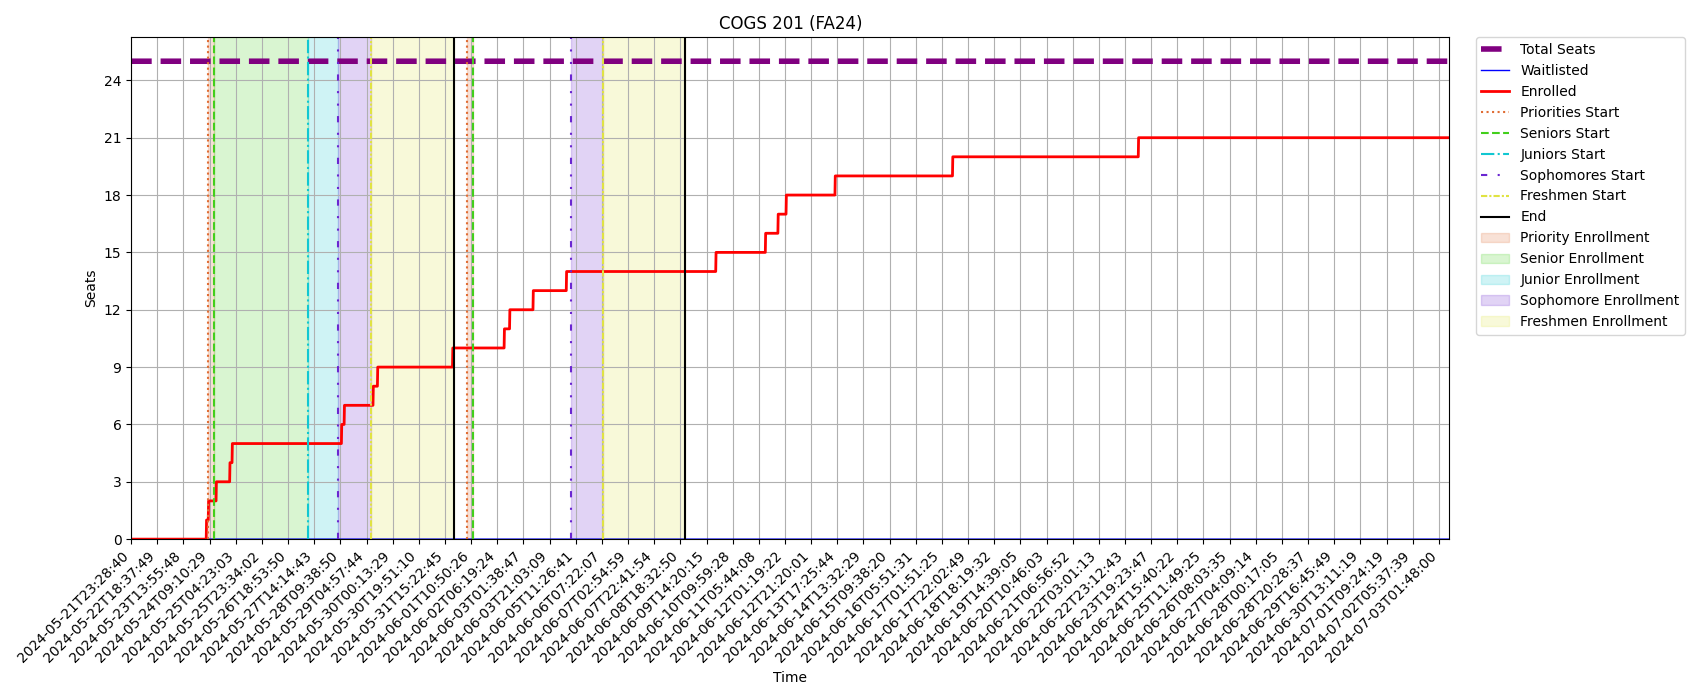 COGS 201 (FA24)
Seats
24
21
18
15
12
9
6
3
0
2024-05-21T23:28:40
2024-05-22T18:37:49
2024-05-23T13:55:48
2024-05-24T09:10:29
2024-05-25T04:23:03
2024-05-25T23:34:02
2024-05-26T18:53:50
2024-05-27T14:14:43
2024-05-28T09:38:50
2024-05-29T04:57:44
2024-05-30T00:13:29
2024-05-30T19:51:10
2024-05-31T15:22:45
2024-06-01T10:50:26
2024-06-02T06:19:24
2024-06-03T01:38:47
2024-06-03T21:03:09
2024-06-05T11:26:41
2024-06-06T07:22:07
2024-06-07T02:54:59
2024-06-07T22:41:54
2024-06-08T18:32:50
2024-06-09T14:20:15
2024-06-10T09:59:28
2024-06-11T05:44:08
2024-06-12T01:19:22
2024-06-12T21:20:01
2024-06-13T17:25:44
2024-06-14T13:32:29
2024-06-15T09:38:20
2024-06-16T05:51:31
2024-06-17T01:51:25
2024-06-17T22:02:49
2024-06-18T18:19:32
2024-06-19T14:39:05
2024-06-20T10:46:03
2024-06-21T06:56:52
2024-06-22T03:01:13
2024-06-22T23:12:43
2024-06-23T19:23:47
2024-06-24T15:40:22
2024-06-25T11:49:25
2024-06-26T08:03:35
2024-06-27T04:09:14
2024-06-28T00:17:05
2024-06-28T20:28:37
2024-06-29T16:45:49
2024-06-30T13:11:19
2024-07-01T09:24:19
2024-07-02T05:37:39
2024-07-03T01:48:00
Time
Total Seats
Waitlisted
Enrolled
Priorities Start
Seniors Start
Juniors Start
Sophomores Start
Freshmen Start
End
Priority Enrollment
Senior Enrollment
Junior Enrollment
Sophomore Enrollment
Freshmen Enrollment